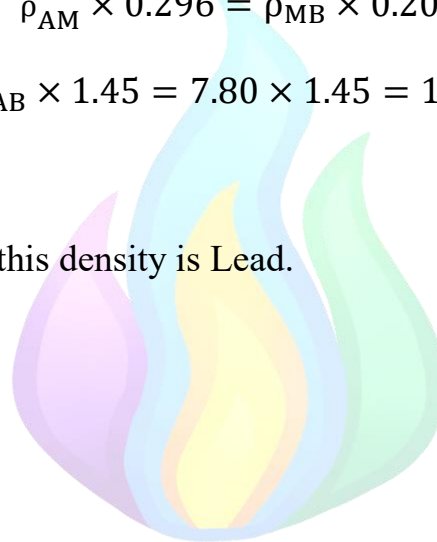 ρAM × 0.296 = ρMB × 0.20
AB × 1.45 = 7.80 × 1.45 = 1
this density is Lead.